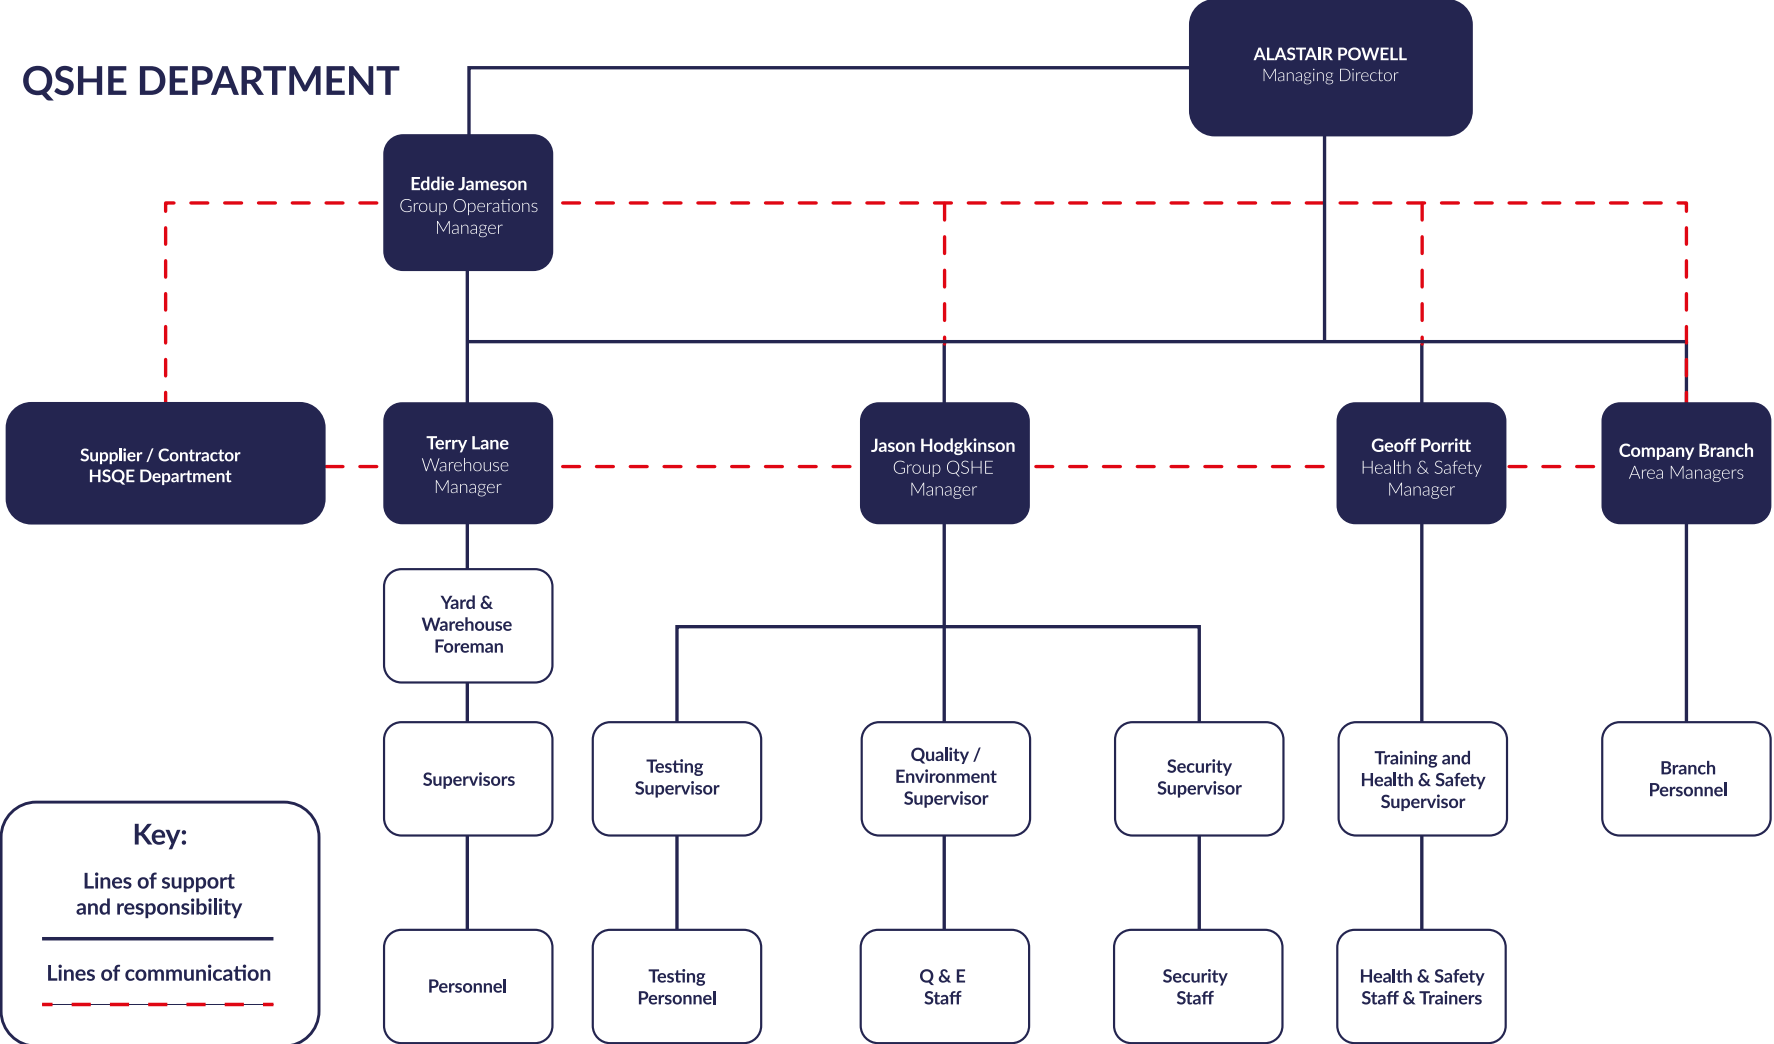 QSHE DEPARTMENT
ALASTAIR POWELL
Managing Director
Eddie Jameson
Group Operations
Manager
Supplier / Contractor
HSQE Department
Terry Lane
Warehouse
Manager
Jason Hodgkinson
Group QSHE
Manager
Geoff Porritt
Health & Safety
Manager
Company Branch
Area Managers
Yard &
Warehouse
Foreman
Supervisors
Testing
Supervisor
Quality /
Environment
Supervisor
Security
Supervisor
Training and
Health & Safety
Supervisor
Branch
Personnel
Personnel
Testing
Personnel
Q & E
Staff
Security
Staff
Health & Safety
Staff & Trainers
Key:
Lines of support
and responsibility
Lines of communication